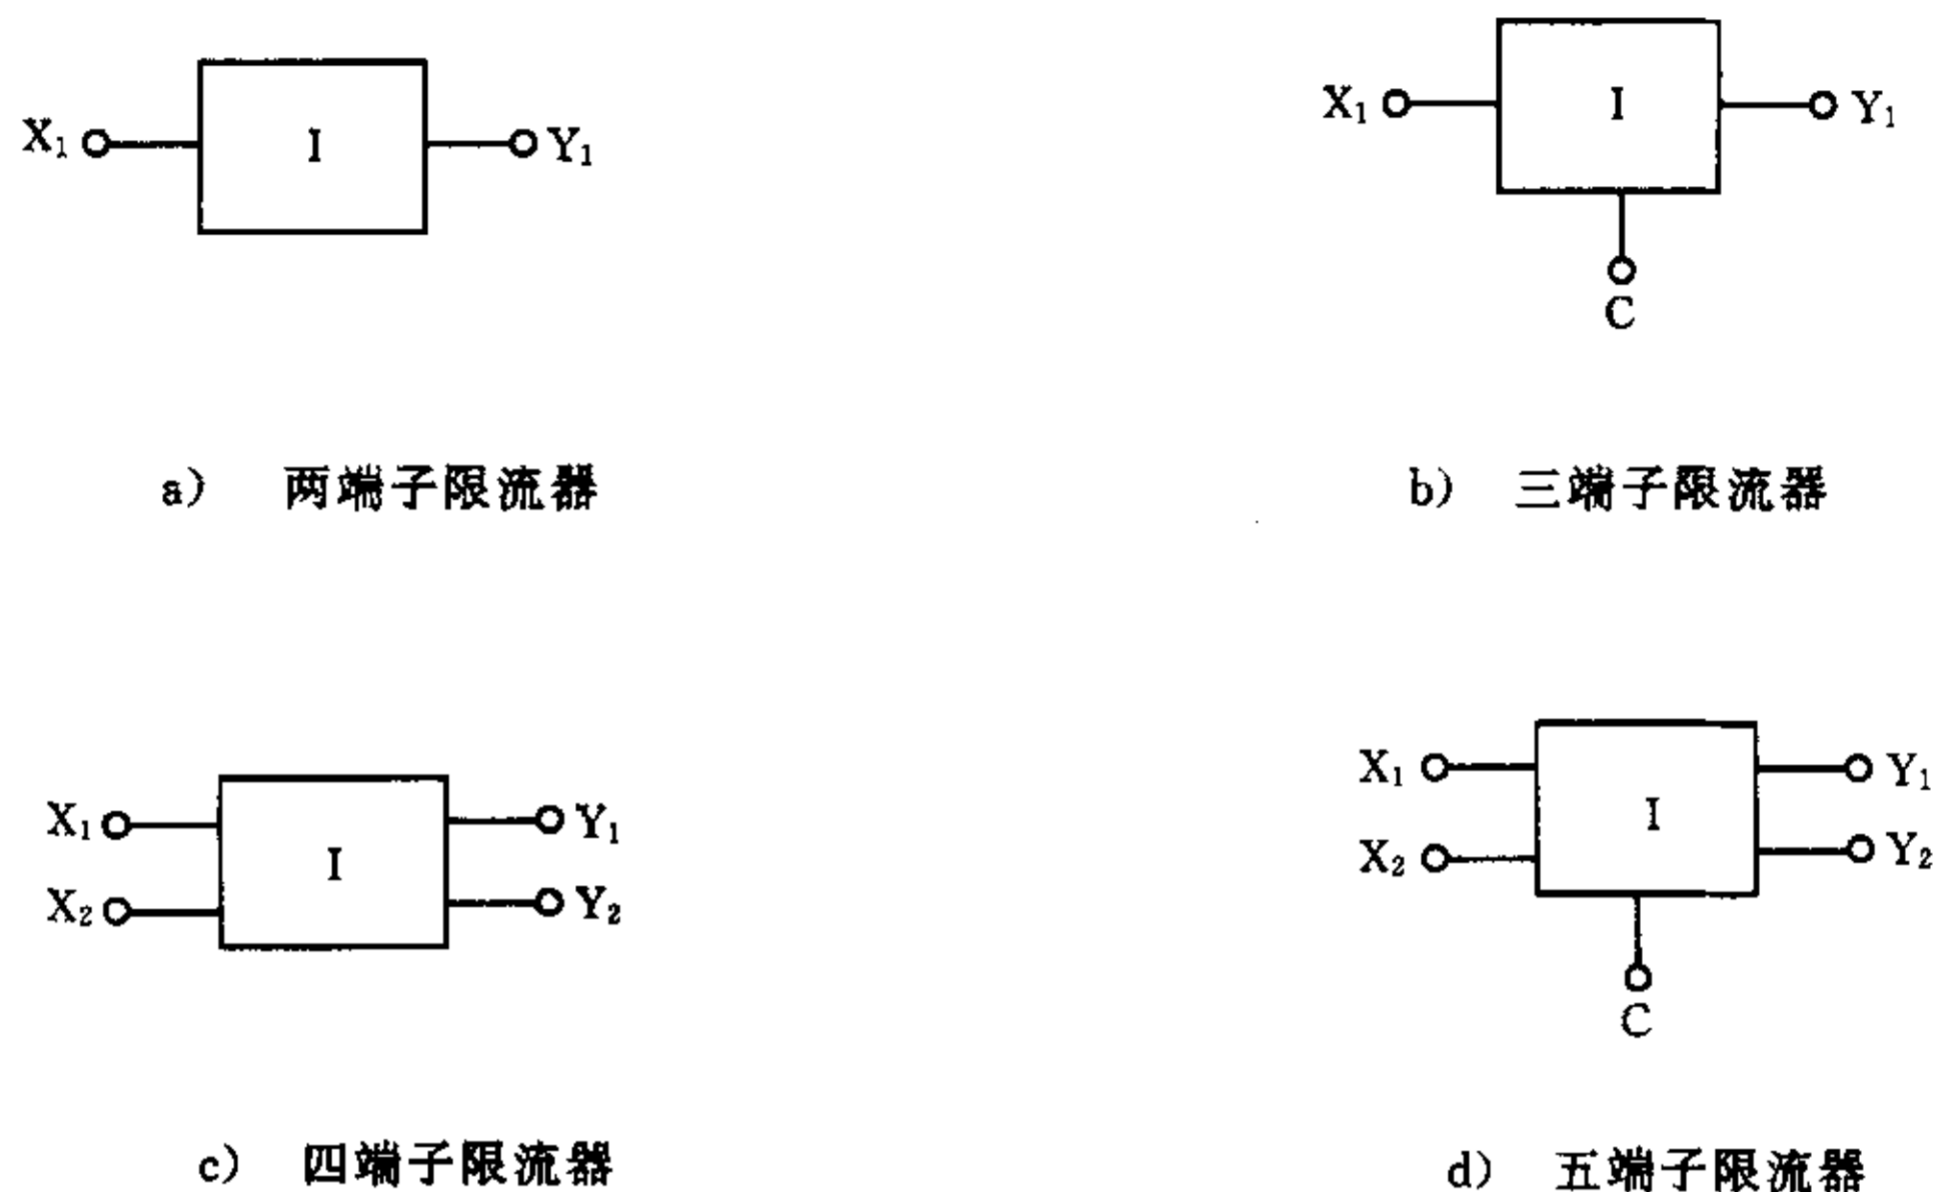 X₁ I Y₁
X₁ I Y₁
C
a) 两端子限流器
b) 三端子限流器
X₁ I Y₁
X₂ Y₂
X₁ I Y₁
X₂ Y₂
C
c) 四端子限流器
d) 五端子限流器